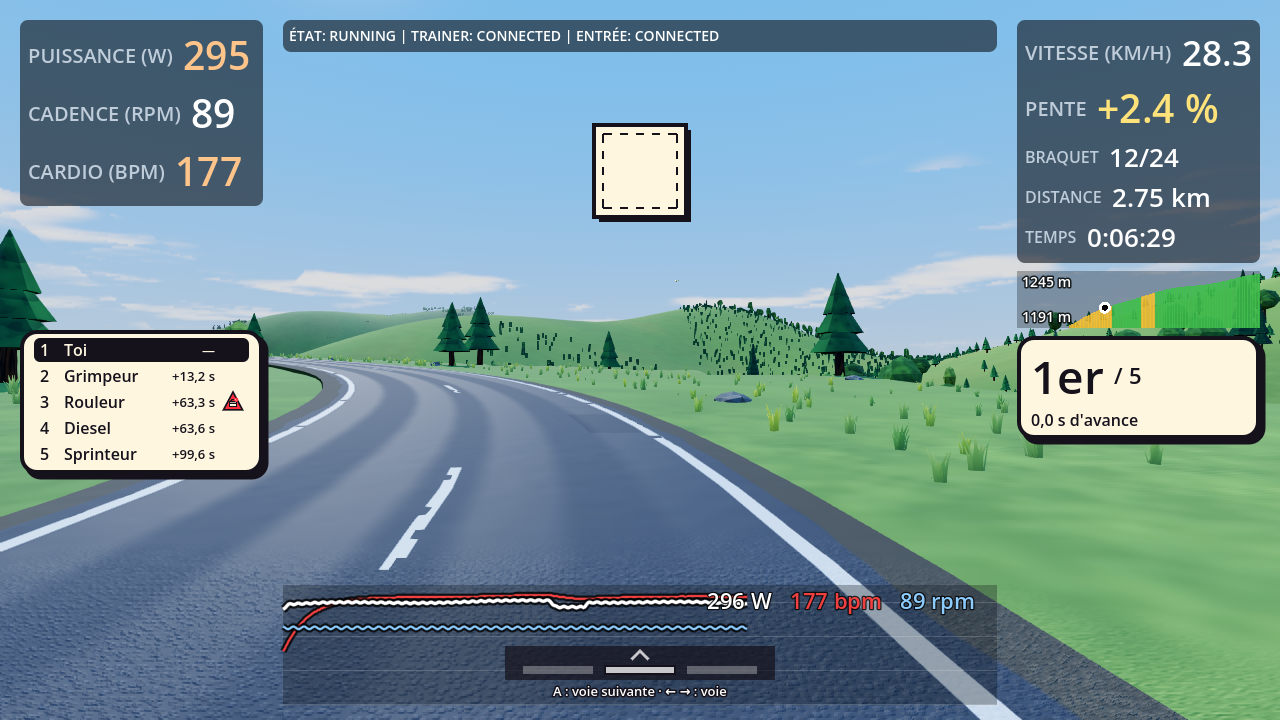 PUISSANCE (W) 295
CADENCE (RPM) 89
CARDIO (BPM) 177
ÉTAT: RUNNING | TRAINER: CONNECTED | ENTRÉE: CONNECTED
VITESSE (KM/H) 28.3
PENTE +2.4 %
BRAQUET 12/24
DISTANCE 2.75 km
TEMPS 0:06:29
1245 m
1191 m
1 Toi —
2 Grimpeur +13,2 s
3 Rouleur +63,3 s
4 Diesel +63,6 s
5 Sprinteur +99,6 s
1er / 5
0,0 s d'avance
296 W 177 bpm 89 rpm
A : voie suivante · ← → : voie